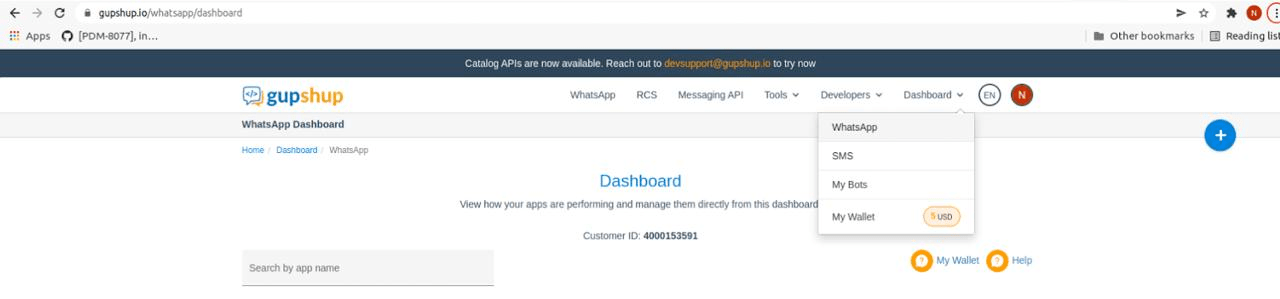 gupshup.io/whatsapp/dashboard
N
Apps [PDM-8077], in... Other bookmarks Reading list
Catalog APIs are now available. Reach out to devsupport@gupshup.io to try now
</> gupshup WhatsApp RCS Messaging API Tools Developers Dashboard EN N
WhatsApp Dashboard
WhatsApp
SMS
My Bots
My Wallet 5 USD
+
Home / Dashboard / WhatsApp
Dashboard
View how your apps are performing and manage them directly from this dashboard
Customer ID: 4000153591
Search by app name
? My Wallet ? Help